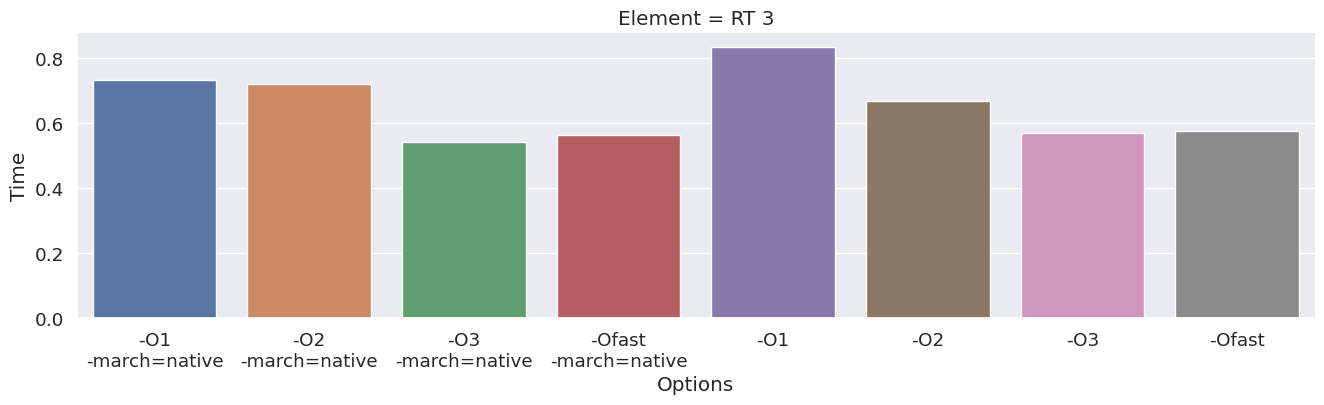 Element = RT 3
Time
0.8
0.6
0.4
0.2
0.0
-O1
-march=native
-O2
-march=native
-O3
-march=native
-Ofast
-march=native
-O1
-O2
-O3
-Ofast
Options